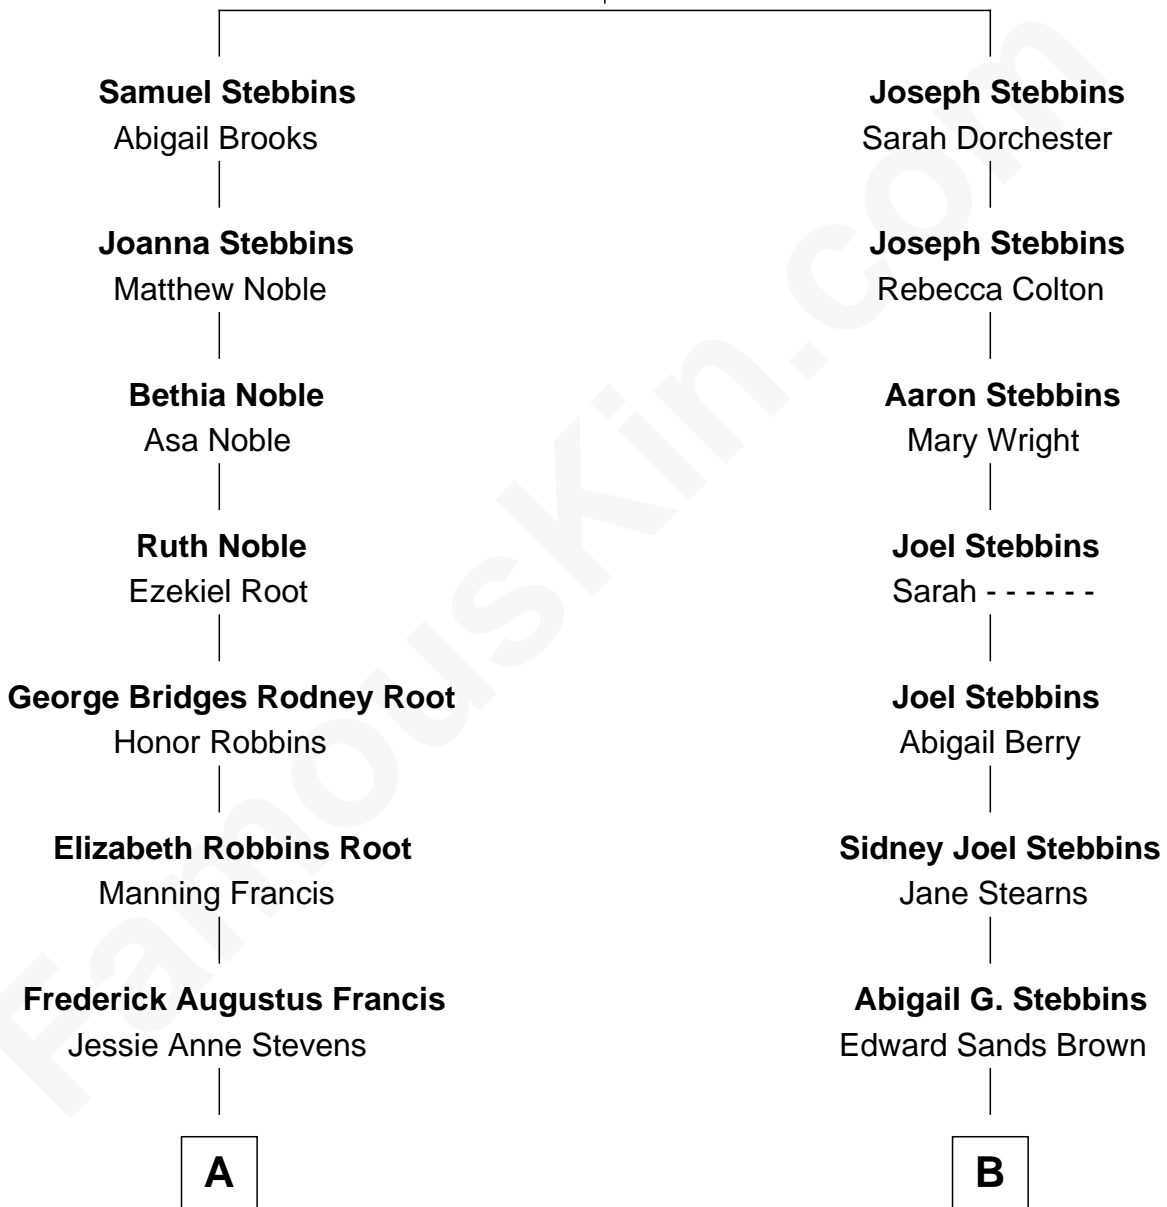 Samuel Stebbins
Abigail Brooks
Joseph Stebbins
Sarah Dorchester
Joanna Stebbins
Matthew Noble
Joseph Stebbins
Rebecca Colton
Bethia Noble
Asa Noble
Aaron Stebbins
Mary Wright
Ruth Noble
Ezekiel Root
Joel Stebbins
Sarah - - - - - -
George Bridges Rodney Root
Honor Robbins
Joel Stebbins
Abigail Berry
Elizabeth Robbins Root
Manning Francis
Sidney Joel Stebbins
Jane Stearns
Frederick Augustus Francis
Jessie Anne Stevens
Abigail G. Stebbins
Edward Sands Brown
A
B
FamousKin.com